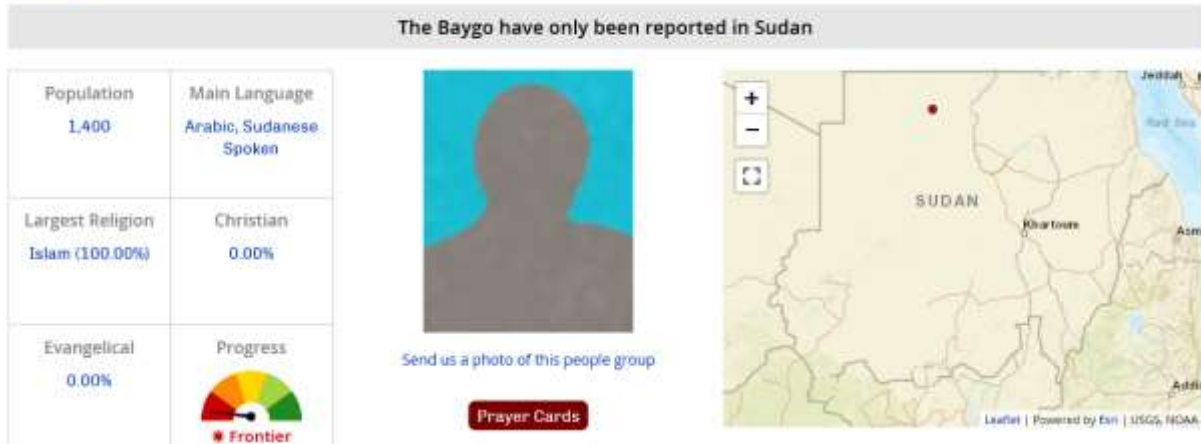 The Baygo have only been reported in Sudan
Population
1,400
Main Language
Arabic, Sudanese
Spoken
Largest Religion
Islam (100.00%)
Christian
0.00%
Evangelical
0.00%
Progress
Frontier
Send us a photo of this people group
Prayer Cards
+
−
Jeddah
Red Sea
SUDAN
Khartoum
Leaflet | Powered by Esri | USGS, NOAA